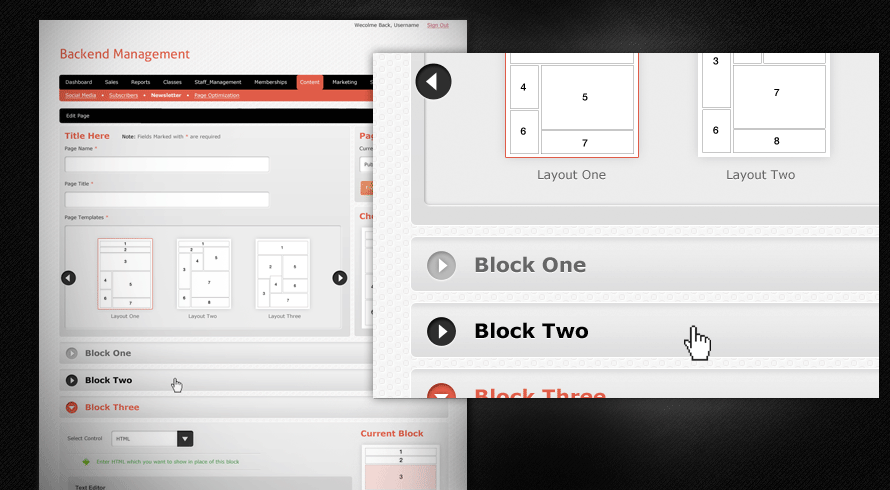 Wecolme Back, Username Sign Out
Backend Management
Dashboard Sales Reports Classes Staff_Management Memberships Content Marketing S
Social Media • Subscribers • Newsletter • Page Optimization
Edit Page
Title Here Note: Fields Marked with * are required
Page Name *
Page Title *
Page Templates *
1
2
3
4
5
6
7
Layout One
1
2
3
4
5
7
6
8
Layout Two
1
2
5
4
6
3
7
Layout Three
Pag
Curre
Pub
Cho
Block One
Block Two
Block Three
Select Control HTML
Enter HTML which you want to show in place of this block
Text Editor
Current Block
1
2
3
4
5
6
7
Layout One
3
7
6
8
Layout Two
Block One
Block Two
Block Three